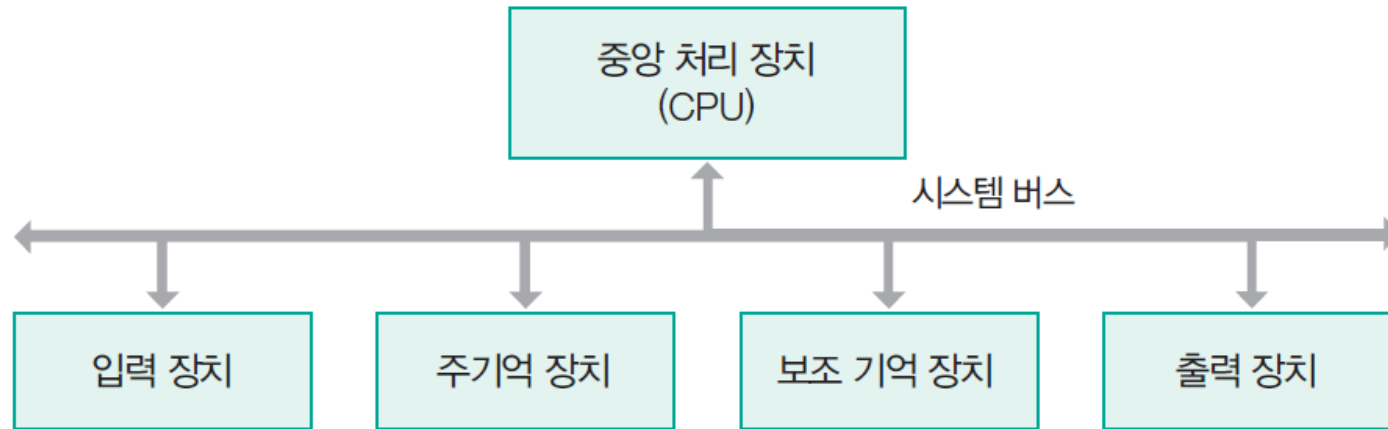 중앙 처리 장치
(CPU)
시스템 버스
입력 장치
주기억 장치
보조 기억 장치
출력 장치